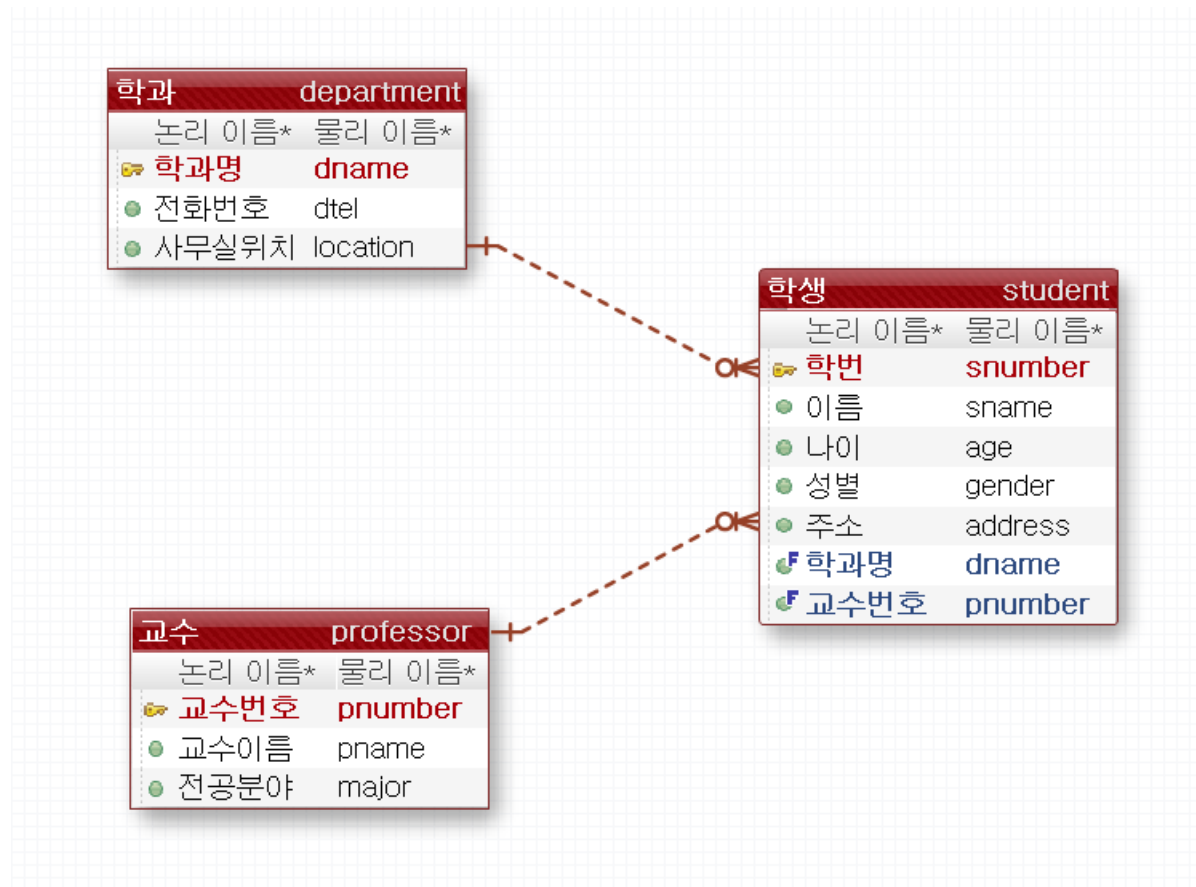 학과 department
논리 이름* 물리 이름*
학과명 dname
전화번호 dtel
사무실위치 location
학생 student
논리 이름* 물리 이름*
학번 snumber
이름 sname
나이 age
성별 gender
주소 address
F 학과명 dname
F 교수번호 pnumber
교수 professor
논리 이름* 물리 이름*
교수번호 pnumber
교수이름 pname
전공분야 major